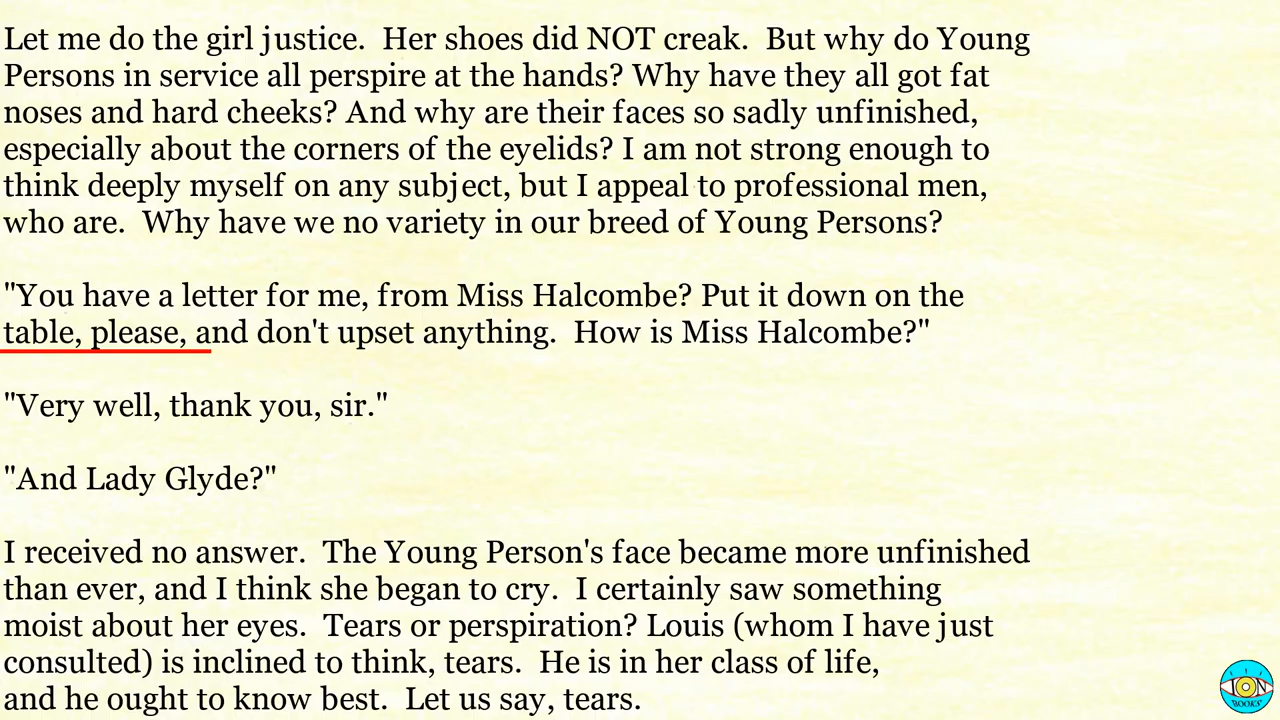 Let me do the girl justice.  Her shoes did NOT creak.  But why do Young
Persons in service all perspire at the hands? Why have they all got fat
noses and hard cheeks? And why are their faces so sadly unfinished,
especially about the corners of the eyelids? I am not strong enough to
think deeply myself on any subject, but I appeal to professional men,
who are.  Why have we no variety in our breed of Young Persons?
"You have a letter for me, from Miss Halcombe? Put it down on the
table, please, and don't upset anything.  How is Miss Halcombe?"
"Very well, thank you, sir."
"And Lady Glyde?"
I received no answer.  The Young Person's face became more unfinished
than ever, and I think she began to cry.  I certainly saw something
moist about her eyes.  Tears or perspiration? Louis (whom I have just
consulted) is inclined to think, tears.  He is in her class of life,
and he ought to know best.  Let us say, tears.
ION
BOOKS